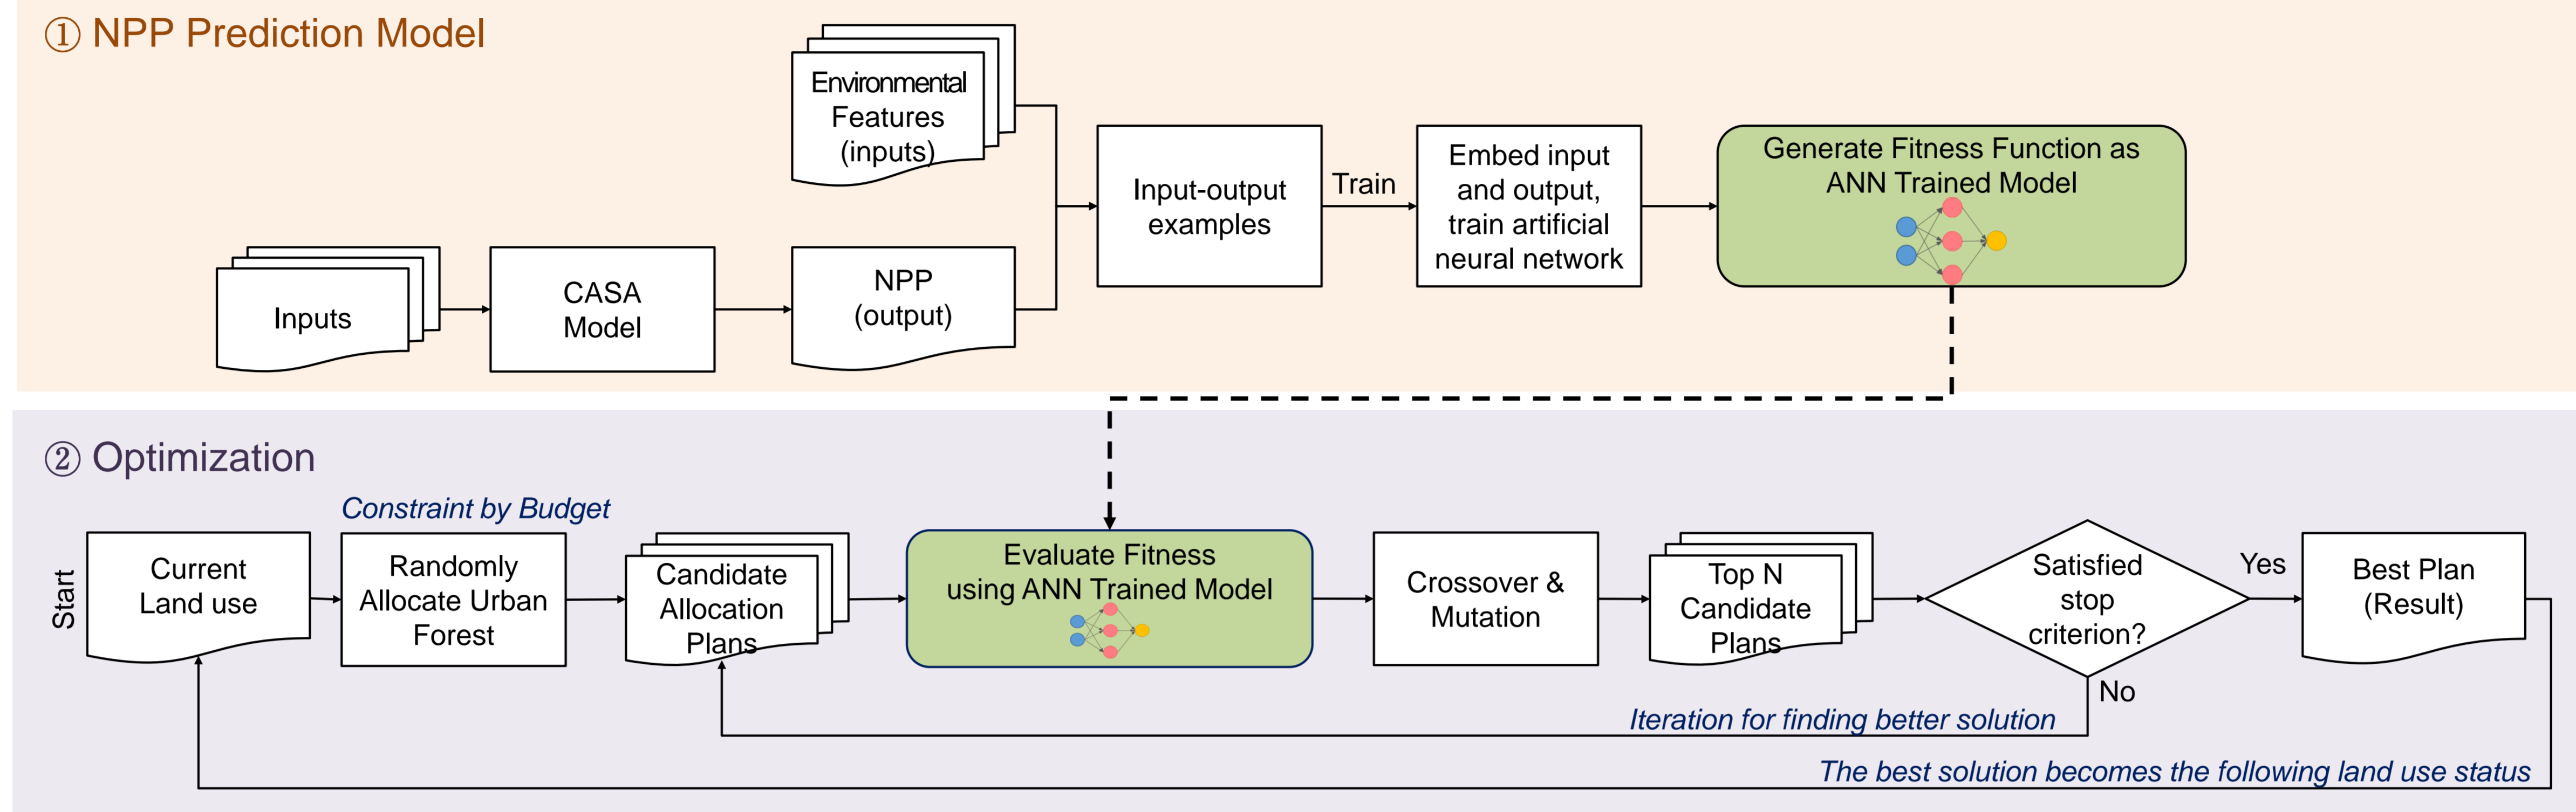 ① NPP Prediction Model
Environmental
Features
(inputs)
Inputs
CASA
Model
NPP
(output)
Input-output
examples
Train
Embed input
and output,
train artificial
neural network
Generate Fitness Function as
ANN Trained Model
② Optimization
Constraint by Budget
Start
Current
Land use
Randomly
Allocate Urban
Forest
Candidate
Allocation
Plans
Evaluate Fitness
using ANN Trained Model
Crossover &
Mutation
Top N
Candidate
Plans
Satisfied
stop
criterion?
Yes
Best Plan
(Result)
No
Iteration for finding better solution
The best solution becomes the following land use status